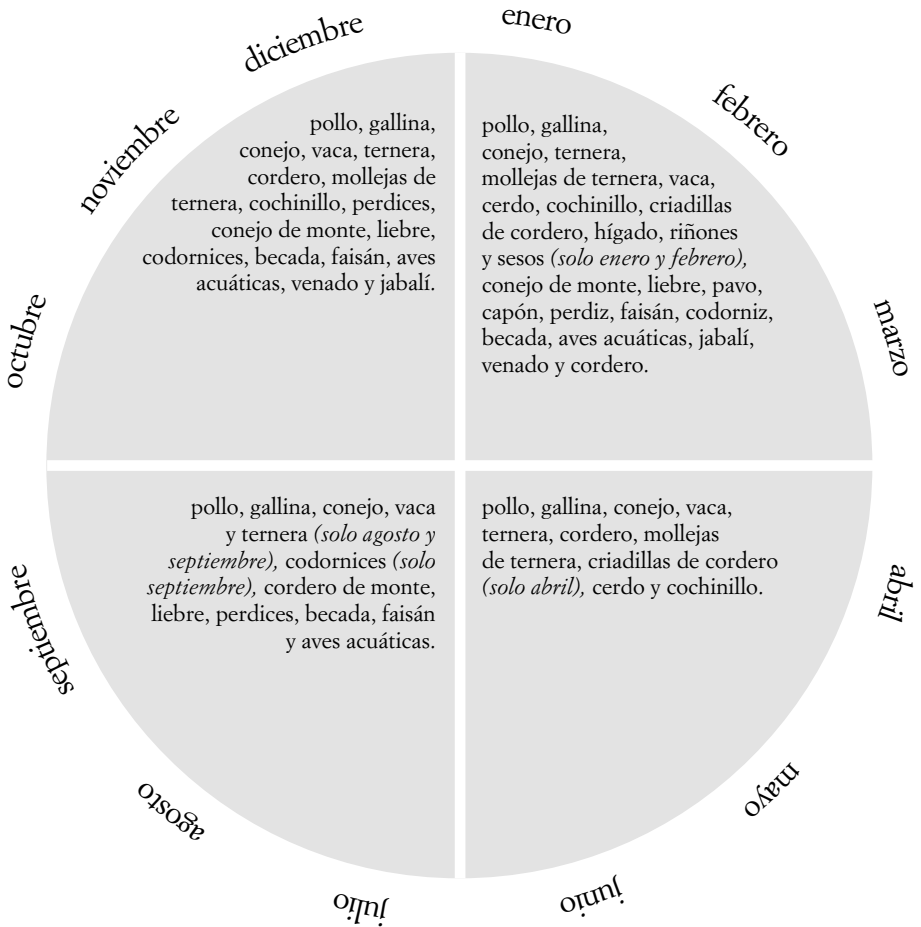 enero
febrero
marzo
abril
mayo
junio
julio
agosto
septiembre
octubre
noviembre
diciembre
pollo, gallina,
conejo, vaca, ternera,
cordero, mollejas de
ternera, cochinillo, perdices,
conejo de monte, liebre,
codornices, becada, faisán, aves
acuáticas, venado y jabalí.
pollo, gallina,
conejo, ternera,
mollejas de ternera, vaca,
cerdo, cochinillo, criadillas
de cordero, hígado, riñones
y sesos (solo enero y febrero),
conejo de monte, liebre, pavo,
capón, perdiz, faisán, codorniz,
becada, aves acuáticas, jabalí,
venado y cordero.
pollo, gallina, conejo, vaca
y ternera (solo agosto y
septiembre), codornices (solo
septiembre), cordero de monte,
liebre, perdices, becada, faisán
y aves acuáticas.
pollo, gallina, conejo, vaca,
ternera, cordero, mollejas
de ternera, criadillas de cordero
(solo abril), cerdo y cochinillo.